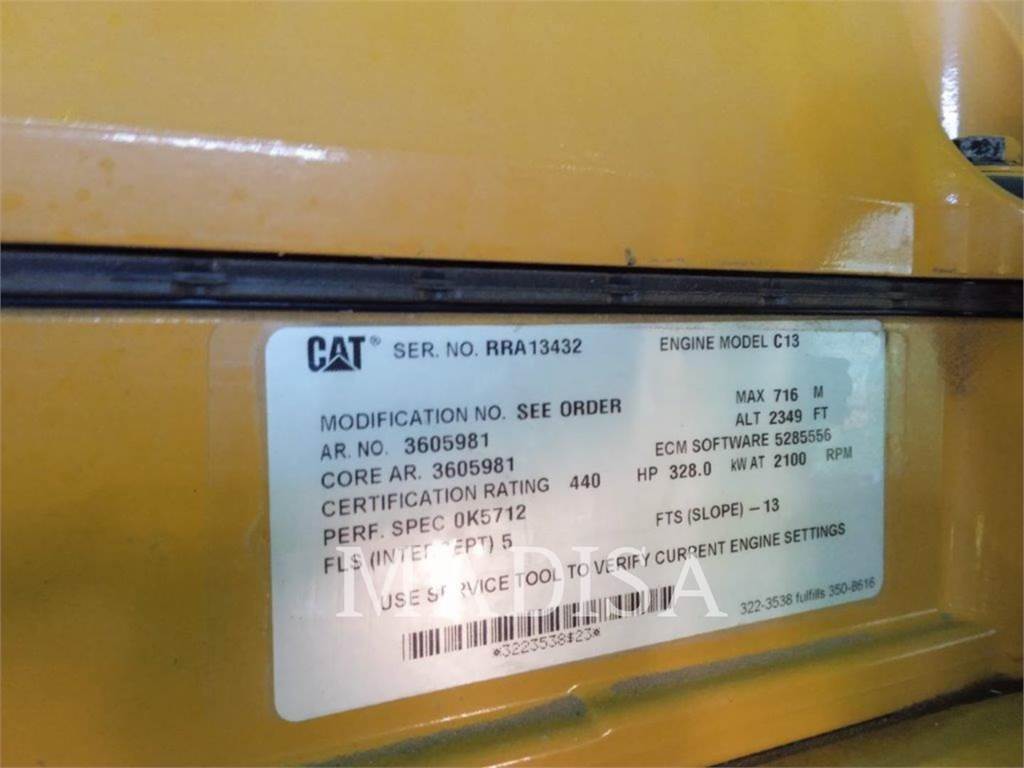 CAT® SER. NO. RRA13432 ENGINE MODEL C13
MODIFICATION NO. SEE ORDER MAX 716 M
AR. NO. 3605981 ALT 2349 FT
CORE AR. 3605981 ECM SOFTWARE 5285556
CERTIFICATION RATING 440 HP 328.0 kW AT 2100 RPM
PERF. SPEC 0K5712
FLS (INTERCEPT) 5 FTS (SLOPE) -13
USE SERVICE TOOL TO VERIFY CURRENT ENGINE SETTINGS
MADISA
322-3538 fulfills 350-8616
*3223538#23*